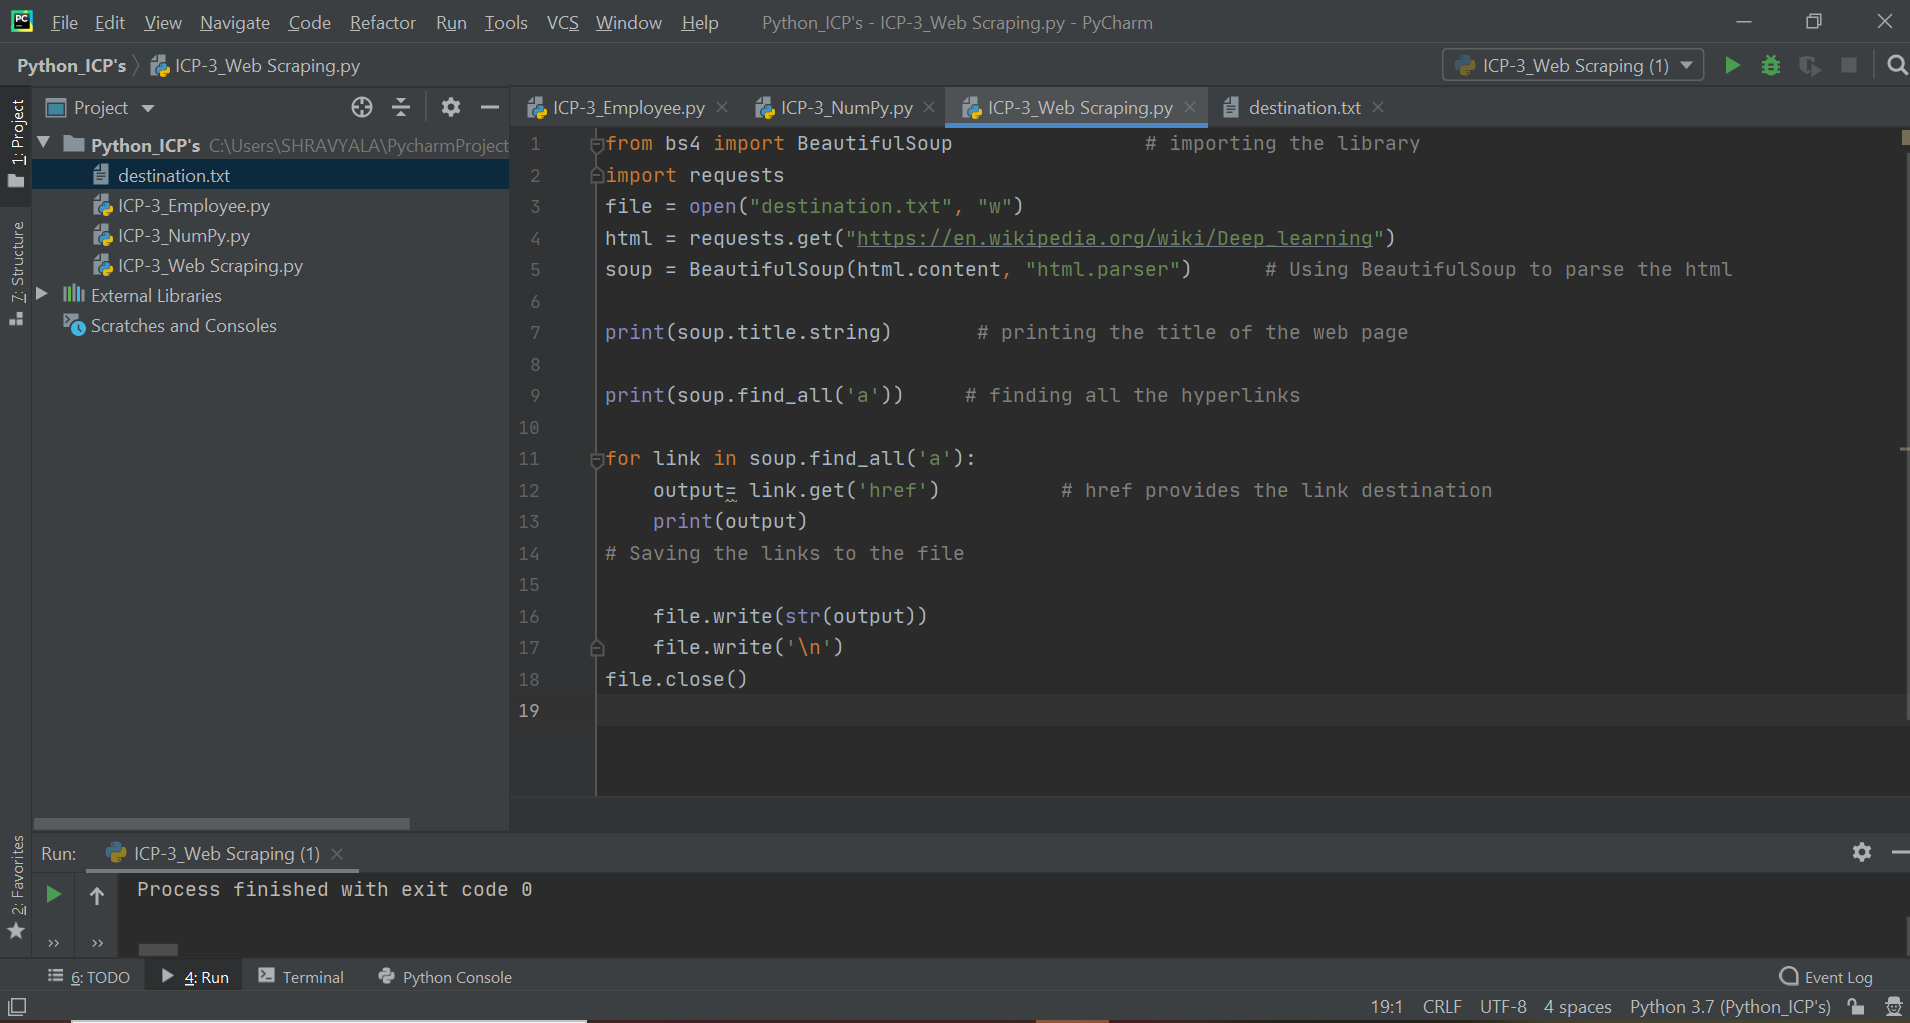 PC File Edit View Navigate Code Refactor Run Tools VCS Window Help Python_ICP's - ICP-3_Web Scraping.py - PyCharm
Python_ICP's ICP-3_Web Scraping.py ICP-3_Web Scraping (1)
Project
ICP-3_Employee.py ICP-3_NumPy.py ICP-3_Web Scraping.py destination.txt
1: Project
7: Structure
2: Favorites
Python_ICP's C:\Users\SHRAVYALA\PycharmProject
destination.txt
ICP-3_Employee.py
ICP-3_NumPy.py
ICP-3_Web Scraping.py
External Libraries
Scratches and Consoles
1 from bs4 import BeautifulSoup # importing the library
2 import requests
3 file = open("destination.txt", "w")
4 html = requests.get("https://en.wikipedia.org/wiki/Deep_learning")
5 soup = BeautifulSoup(html.content, "html.parser") # Using BeautifulSoup to parse the html
6
7 print(soup.title.string) # printing the title of the web page
8
9 print(soup.find_all('a')) # finding all the hyperlinks
10
11 for link in soup.find_all('a'):
12 output= link.get('href') # href provides the link destination
13 print(output)
14 # Saving the links to the file
15
16 file.write(str(output))
17 file.write('\n')
18 file.close()
19
Run: ICP-3_Web Scraping (1)
Process finished with exit code 0
6: TODO 4: Run Terminal Python Console Event Log
19:1 CRLF UTF-8 4 spaces Python 3.7 (Python_ICP's)